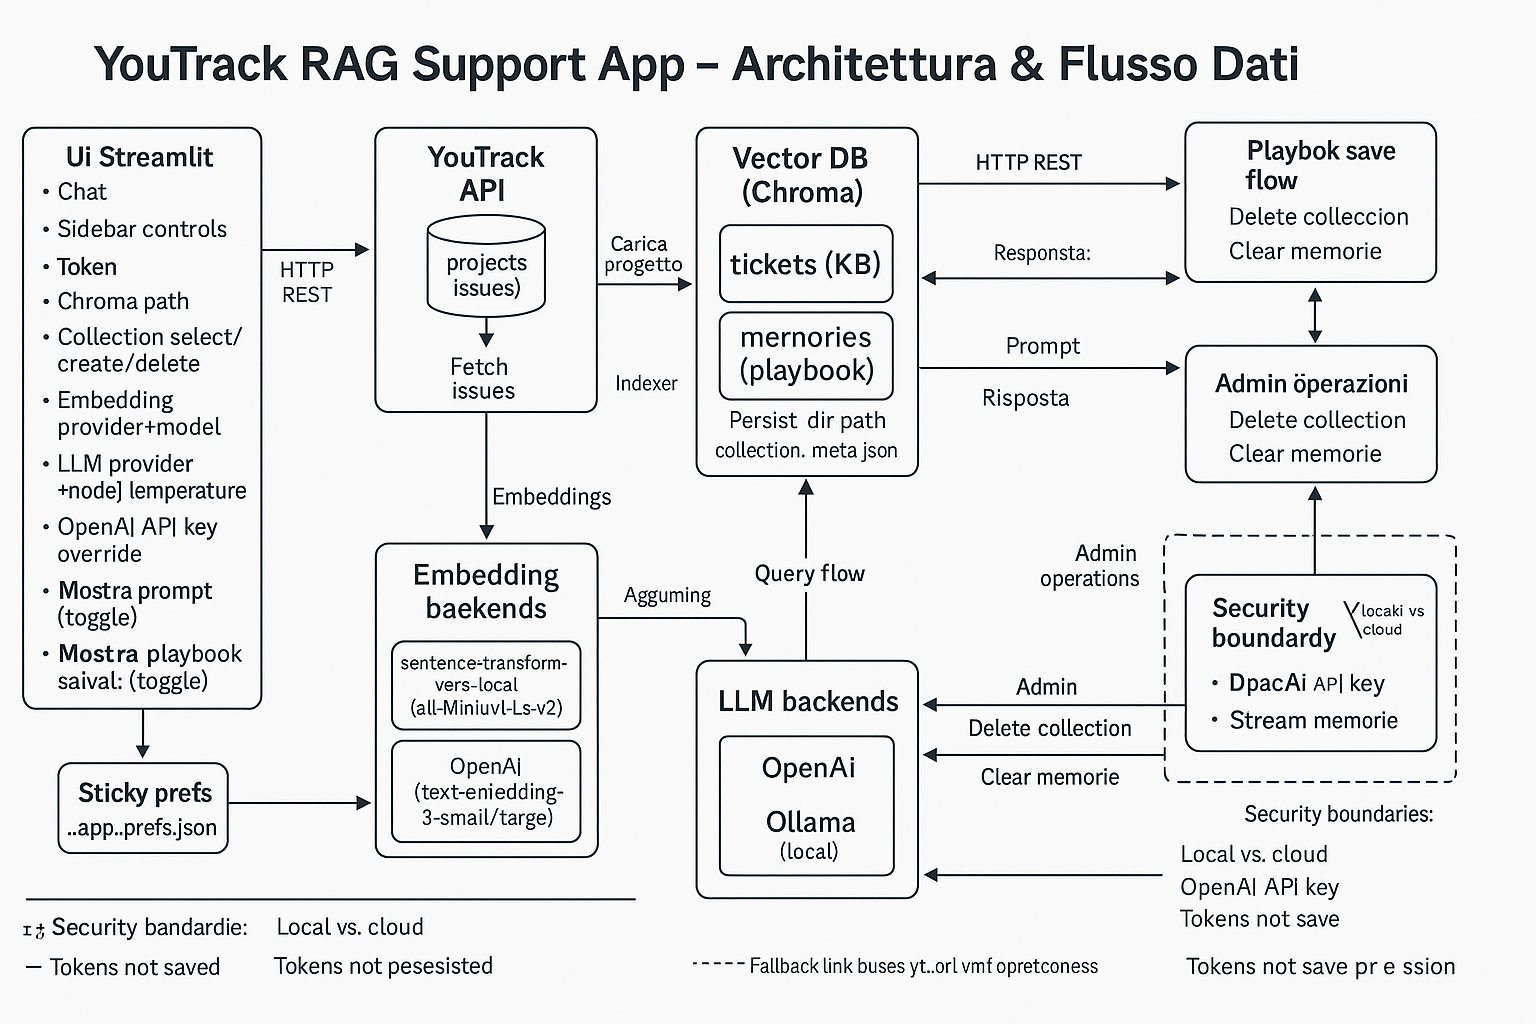 YouTrack RAG Support App – Architettura & Flusso Dati
Ui Streamlit
• Chat
• Sidebar controls
• Token
• Chroma path
• Collection select/
create/delete
• Embedding
provider+model
• LLM provider
+node] lemperature
• OpenA| AP| key
override
• Mostra prompt
(toggle)
• Mostra playbook
saival: (toggle)
Sticky prefs
..app..prefs.json
HTTP
REST
YouTrack
API
projects
issues)
Fetch
issues
Carica
progetto
Indexer
Embeddings
Embedding
baekends
sentence-transform-
vers-local
(all-Miniuvl-Ls-v2)
OpenAi
(text-eniedding-
3-smail/targe)
Agguming
Vector DB
(Chroma)
tickets (KB)
mernories
(playbook)
Persist dir path
collection. meta json
Query flow
LLM backends
OpenAi
Ollama
(local)
HTTP REST
Responsta:
Prompt
Risposta
Playbok save
flow
Delete colleccion
Clear memorie
Admin öperazioni
Delete collection
Clear memorie
Admin
operations
Security
boundardy
locaki vs
cloud
• DpacAi AP| key
• Stream memorie
Admin
Delete collection
Clear memorie
Security boundaries:
Local vs. cloud
OpenA| AP| key
Tokens not save
Tokens not save pr e ssion
Security bandardie: Local vs. cloud
– Tokens not saved Tokens not pesesisted
Fallback link buses yt..orl vmf opretconess